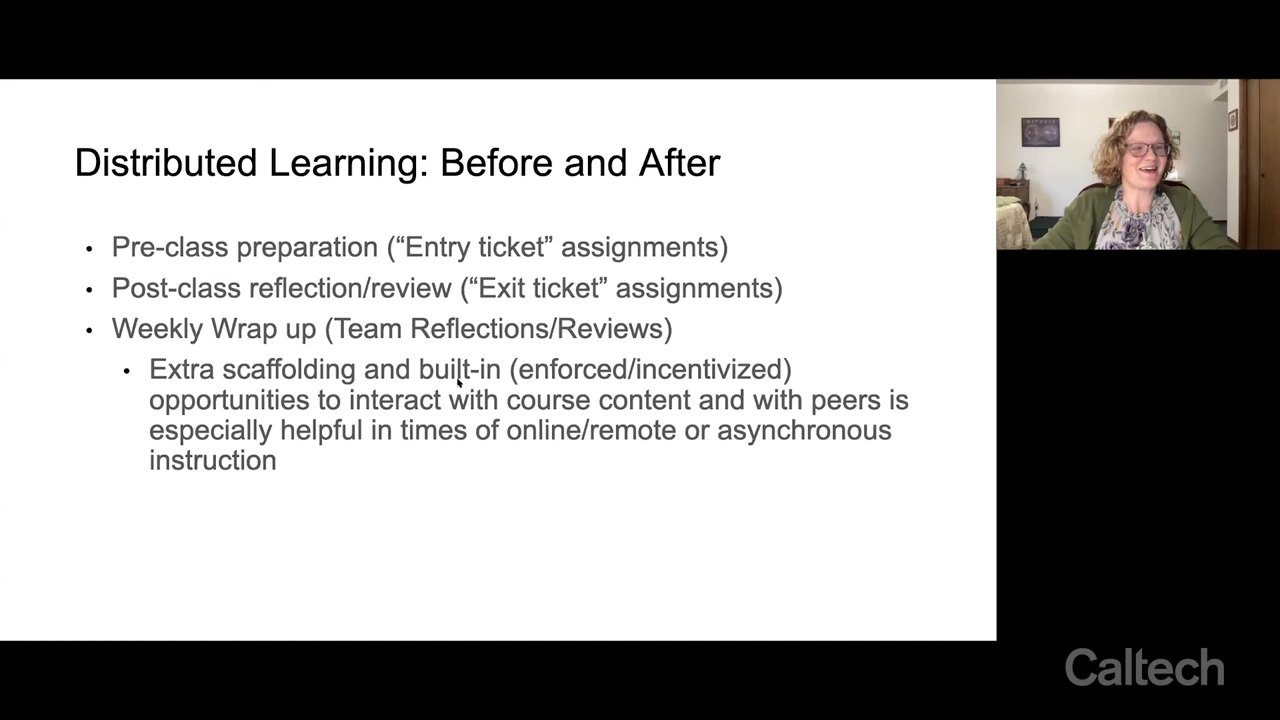 Distributed Learning: Before and After
• Pre-class preparation (“Entry ticket” assignments)
• Post-class reflection/review (“Exit ticket” assignments)
• Weekly Wrap up (Team Reflections/Reviews)
• Extra scaffolding and built-in (enforced/incentivized)
opportunities to interact with course content and with peers is
especially helpful in times of online/remote or asynchronous
instruction
Caltech